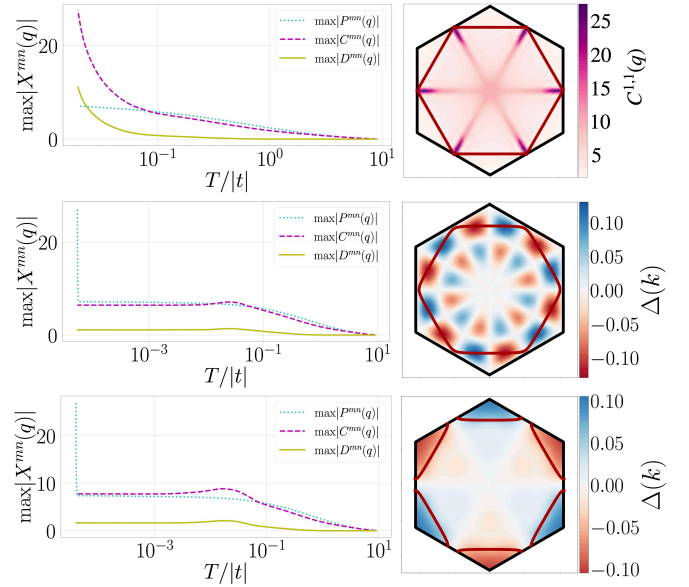 max|X^{mn}(q)|
20
0
10^{-1}
10^{0}
10^{1}
T/|t|
max|P^{mn}(q)|
max|C^{mn}(q)|
max|D^{mn}(q)|
25
20
15
10
5
C^{1,1}(q)
max|X^{mn}(q)|
20
0
10^{-3}
10^{-1}
10^{1}
T/|t|
max|P^{mn}(q)|
max|C^{mn}(q)|
max|D^{mn}(q)|
0.10
0.05
0.00
−0.05
−0.10
Δ(k)
max|X^{mn}(q)|
20
10
0
10^{-3}
10^{-1}
10^{1}
T/|t|
max|P^{mn}(q)|
max|C^{mn}(q)|
max|D^{mn}(q)|
0.10
0.05
0.00
−0.05
−0.10
Δ(k)